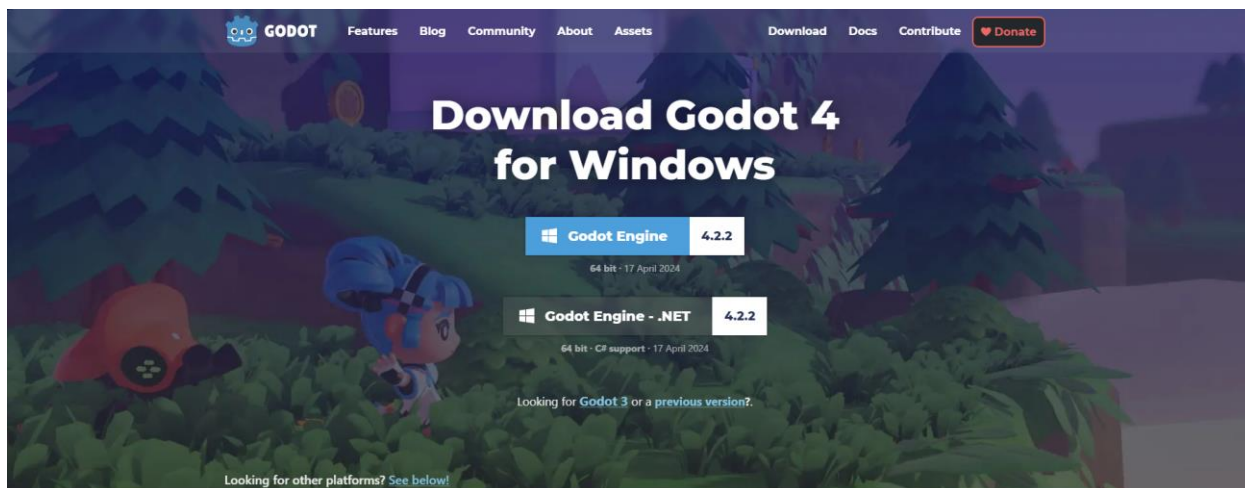 GODOT Features Blog Community About Assets Download Docs Contribute Donate
Download Godot 4
for Windows
Godot Engine 4.2.2
64 bit · 17 April 2024
Godot Engine - .NET 4.2.2
64 bit · C# support · 17 April 2024
Looking for Godot 3 or a previous version?.
Looking for other platforms? See below!